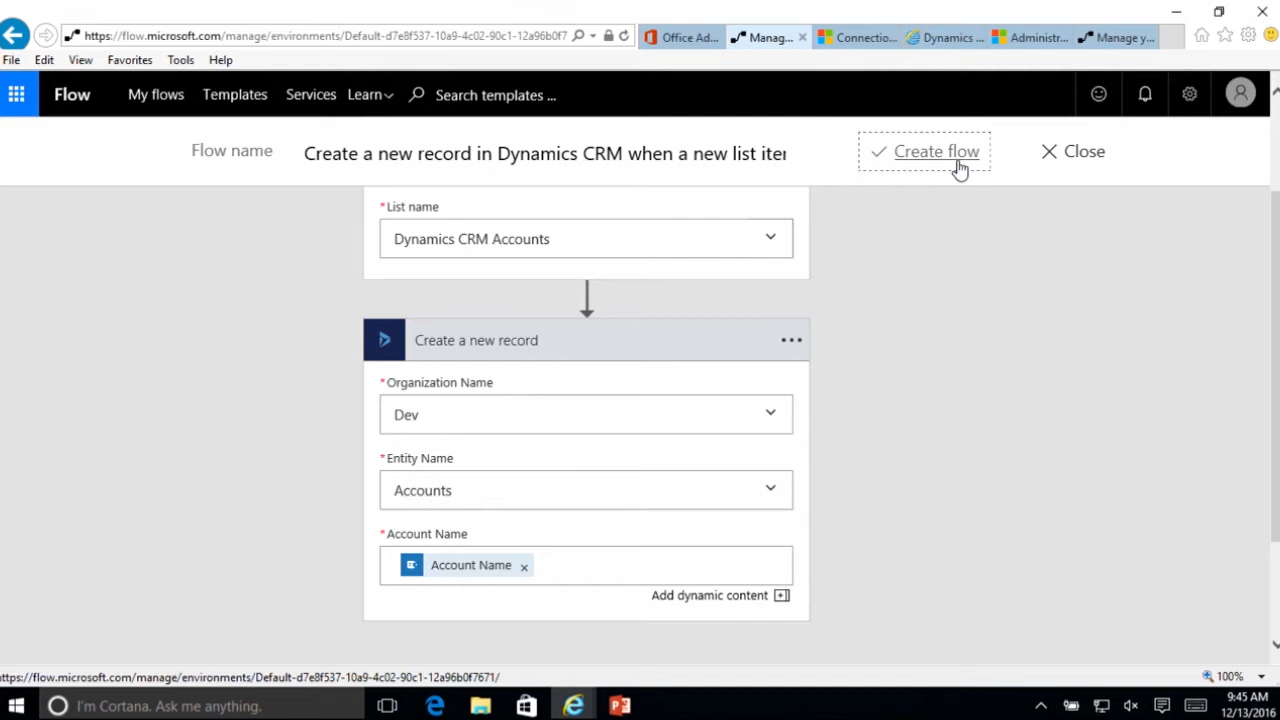 https://flow.microsoft.com/manage/environments/Default-d7e8f537-10a9-4c02-90c1-12a96b0f7
Office Ad...
Manag...
Connectio...
Dynamics ...
Administr...
Manage y...
File Edit View Favorites Tools Help
Flow My flows Templates Services Learn Search templates ...
Flow name Create a new record in Dynamics CRM when a new list iter Create flow Close
*List name
Dynamics CRM Accounts
Create a new record
*Organization Name
Dev
*Entity Name
Accounts
*Account Name
Account Name ×
Add dynamic content
https://flow.microsoft.com/manage/environments/Default-d7e8f537-10a9-4c02-90c1-12a96b0f7671/
100%
I'm Cortana. Ask me anything.
9:45 AM
12/13/2016